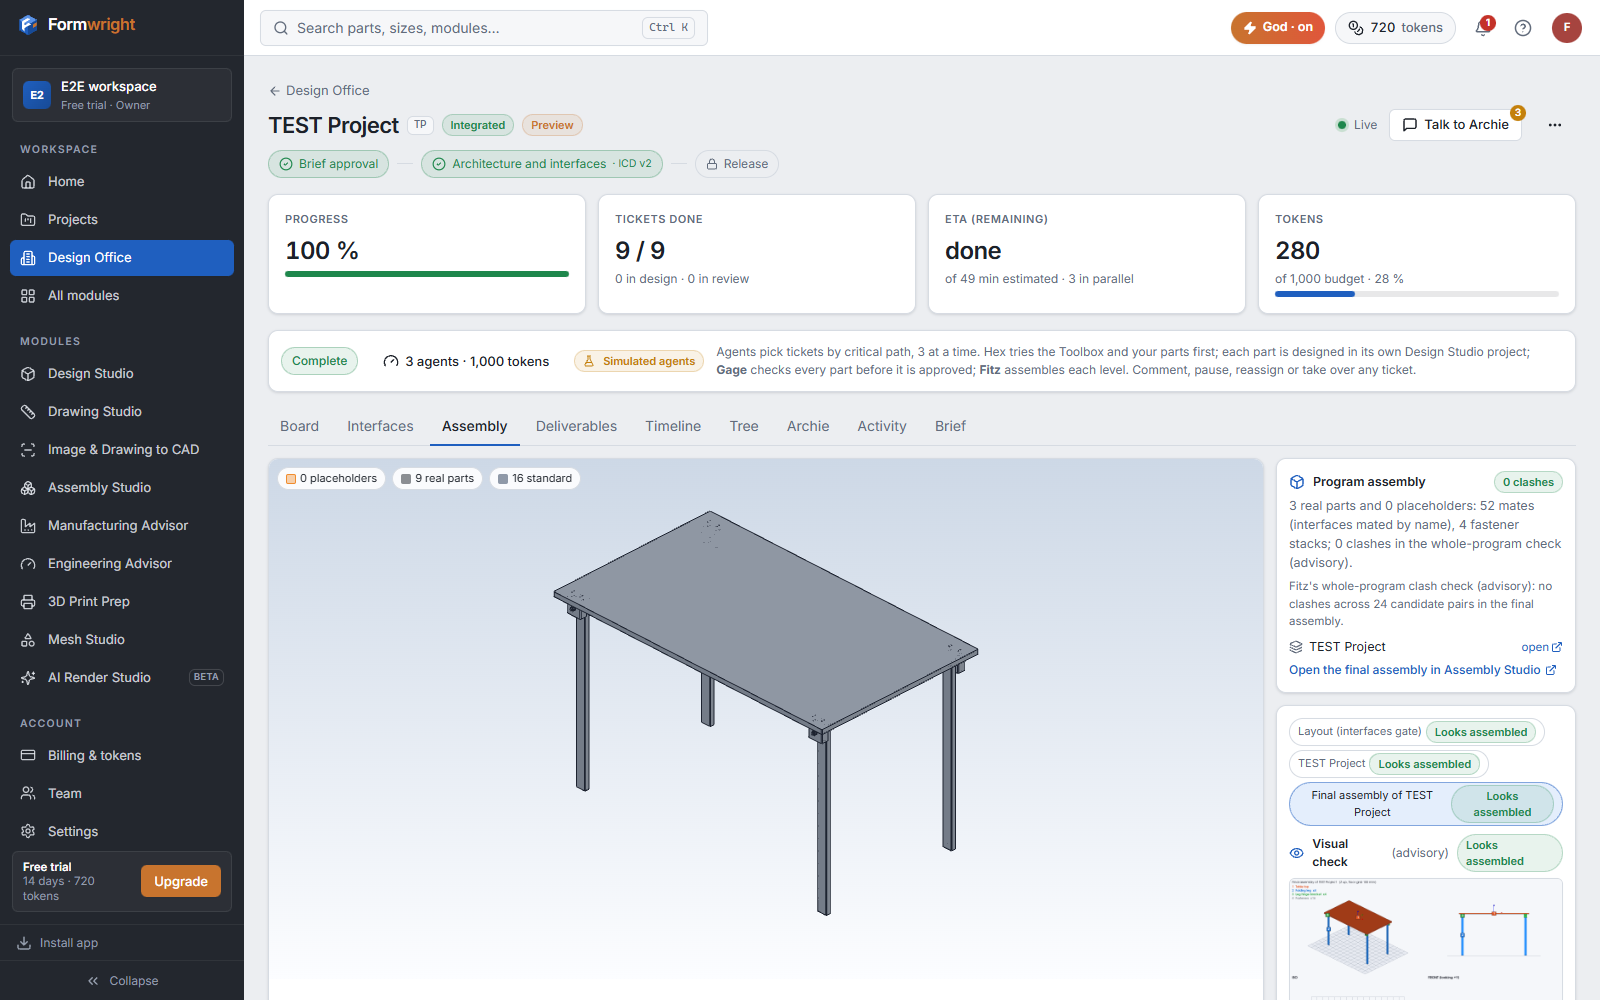 Formwright
Search parts, sizes, modules...
Ctrl K
God · on
720 tokens
1
F
E2
E2E workspace
Free trial · Owner
WORKSPACE
Home
Projects
Design Office
All modules
MODULES
Design Studio
Drawing Studio
Image & Drawing to CAD
Assembly Studio
Manufacturing Advisor
Engineering Advisor
3D Print Prep
Mesh Studio
AI Render Studio
BETA
ACCOUNT
Billing & tokens
Team
Settings
Free trial
14 days · 720
tokens
Upgrade
Install app
Collapse
Design Office
TEST Project
TP
Integrated
Preview
Live
Talk to Archie
3
Brief approval
Architecture and interfaces · ICD v2
Release
PROGRESS
100 %
TICKETS DONE
9 / 9
0 in design · 0 in review
ETA (REMAINING)
done
of 49 min estimated · 3 in parallel
TOKENS
280
of 1,000 budget · 28 %
Complete
3 agents · 1,000 tokens
Simulated agents
Agents pick tickets by critical path, 3 at a time. Hex tries the Toolbox and your parts first; each part is designed in its own Design Studio project;
Gage checks every part before it is approved; Fitz assembles each level. Comment, pause, reassign or take over any ticket.
Board
Interfaces
Assembly
Deliverables
Timeline
Tree
Archie
Activity
Brief
0 placeholders
9 real parts
16 standard
Program assembly
0 clashes
3 real parts and 0 placeholders: 52 mates
(interfaces mated by name), 4 fastener
stacks; 0 clashes in the whole-program check
(advisory).
Fitz's whole-program clash check (advisory): no
clashes across 24 candidate pairs in the final
assembly.
TEST Project
open
Open the final assembly in Assembly Studio
Layout (interfaces gate)
Looks assembled
TEST Project
Looks assembled
Final assembly of TEST
Project
Looks
assembled
Visual
check
(advisory)
Looks
assembled